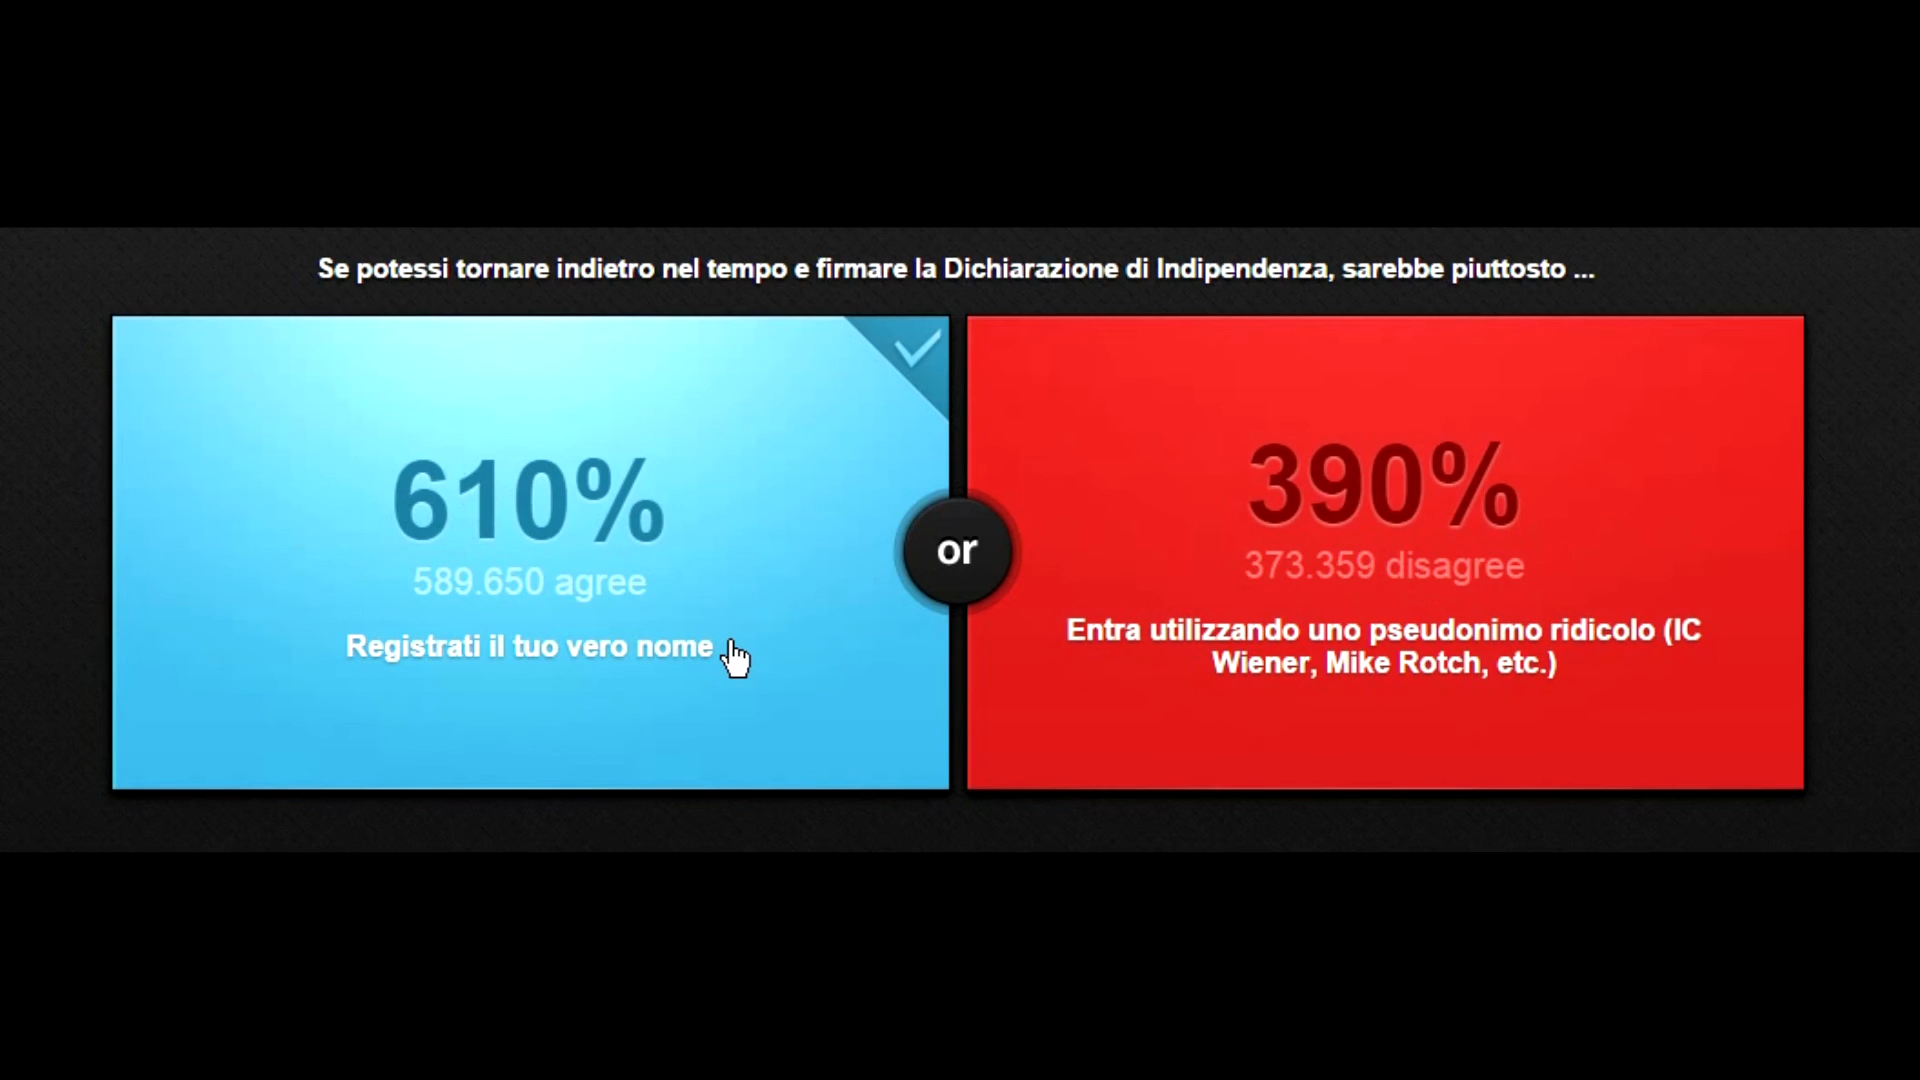 Se potessi tornare indietro nel tempo e firmare la Dichiarazione di Indipendenza, sarebbe piuttosto ...
610%
589.650 agree
Registrati il tuo vero nome
or
390%
373.359 disagree
Entra utilizzando uno pseudonimo ridicolo (IC
Wiener, Mike Rotch, etc.)